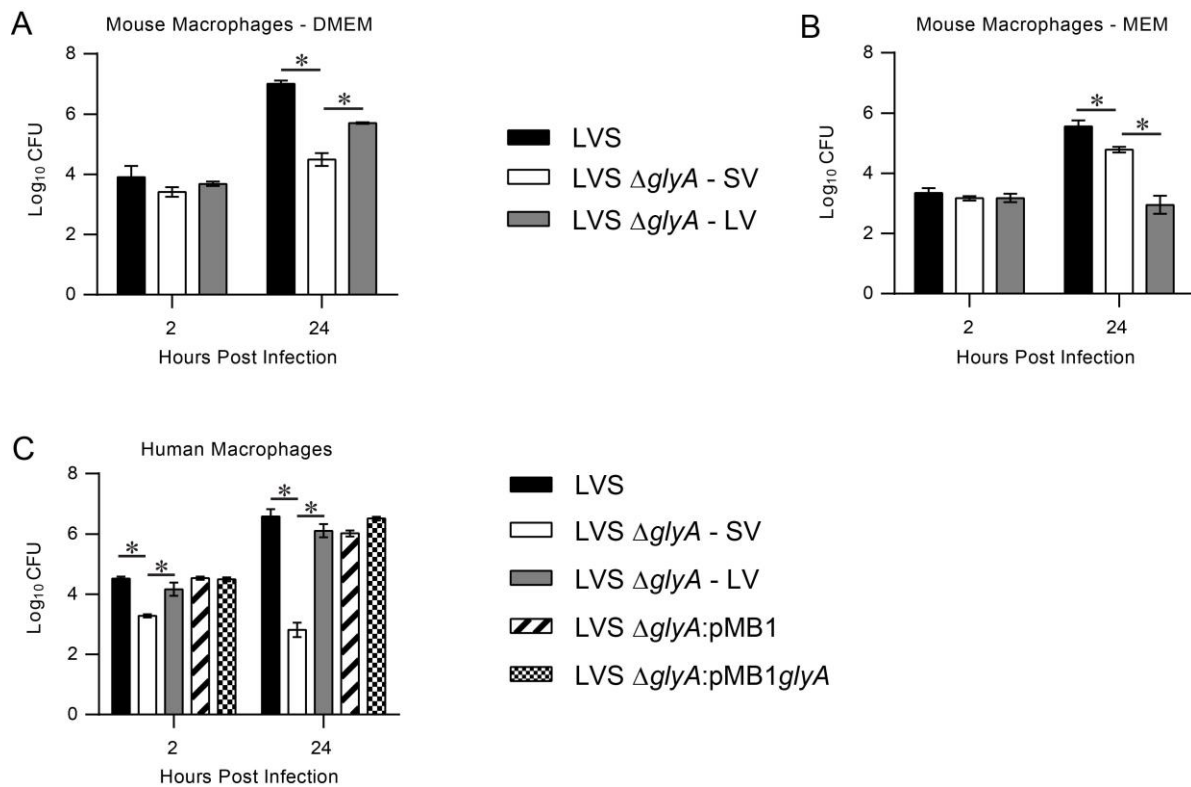 A
Mouse Macrophages - DMEM
8
6
4
2
0
Log₁₀ CFU
*
*
2
24
Hours Post Infection
LVS
LVS ΔglyA - SV
LVS ΔglyA - LV
B
Mouse Macrophages - MEM
8
6
4
2
0
Log₁₀ CFU
*
*
2
24
Hours Post Infection
C
Human Macrophages
8
6
4
2
0
Log₁₀ CFU
*
*
*
*
2
24
Hours Post Infection
LVS
LVS ΔglyA - SV
LVS ΔglyA - LV
LVS ΔglyA:pMB1
LVS ΔglyA:pMB1glyA